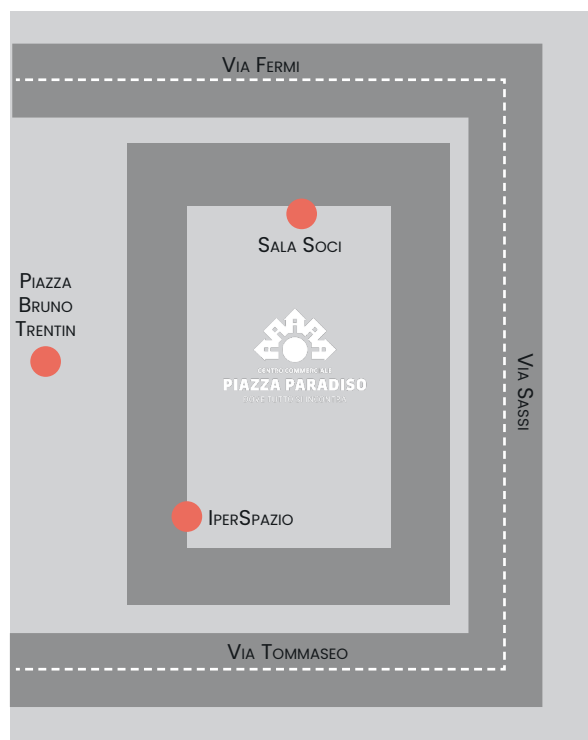 Via Fermi
Sala Soci
Piazza
Bruno
Trentin
CENTRO COMMERCIALE
PIAZZA PARADISO
Via Sassi
IperSpazio
Via Tommaseo